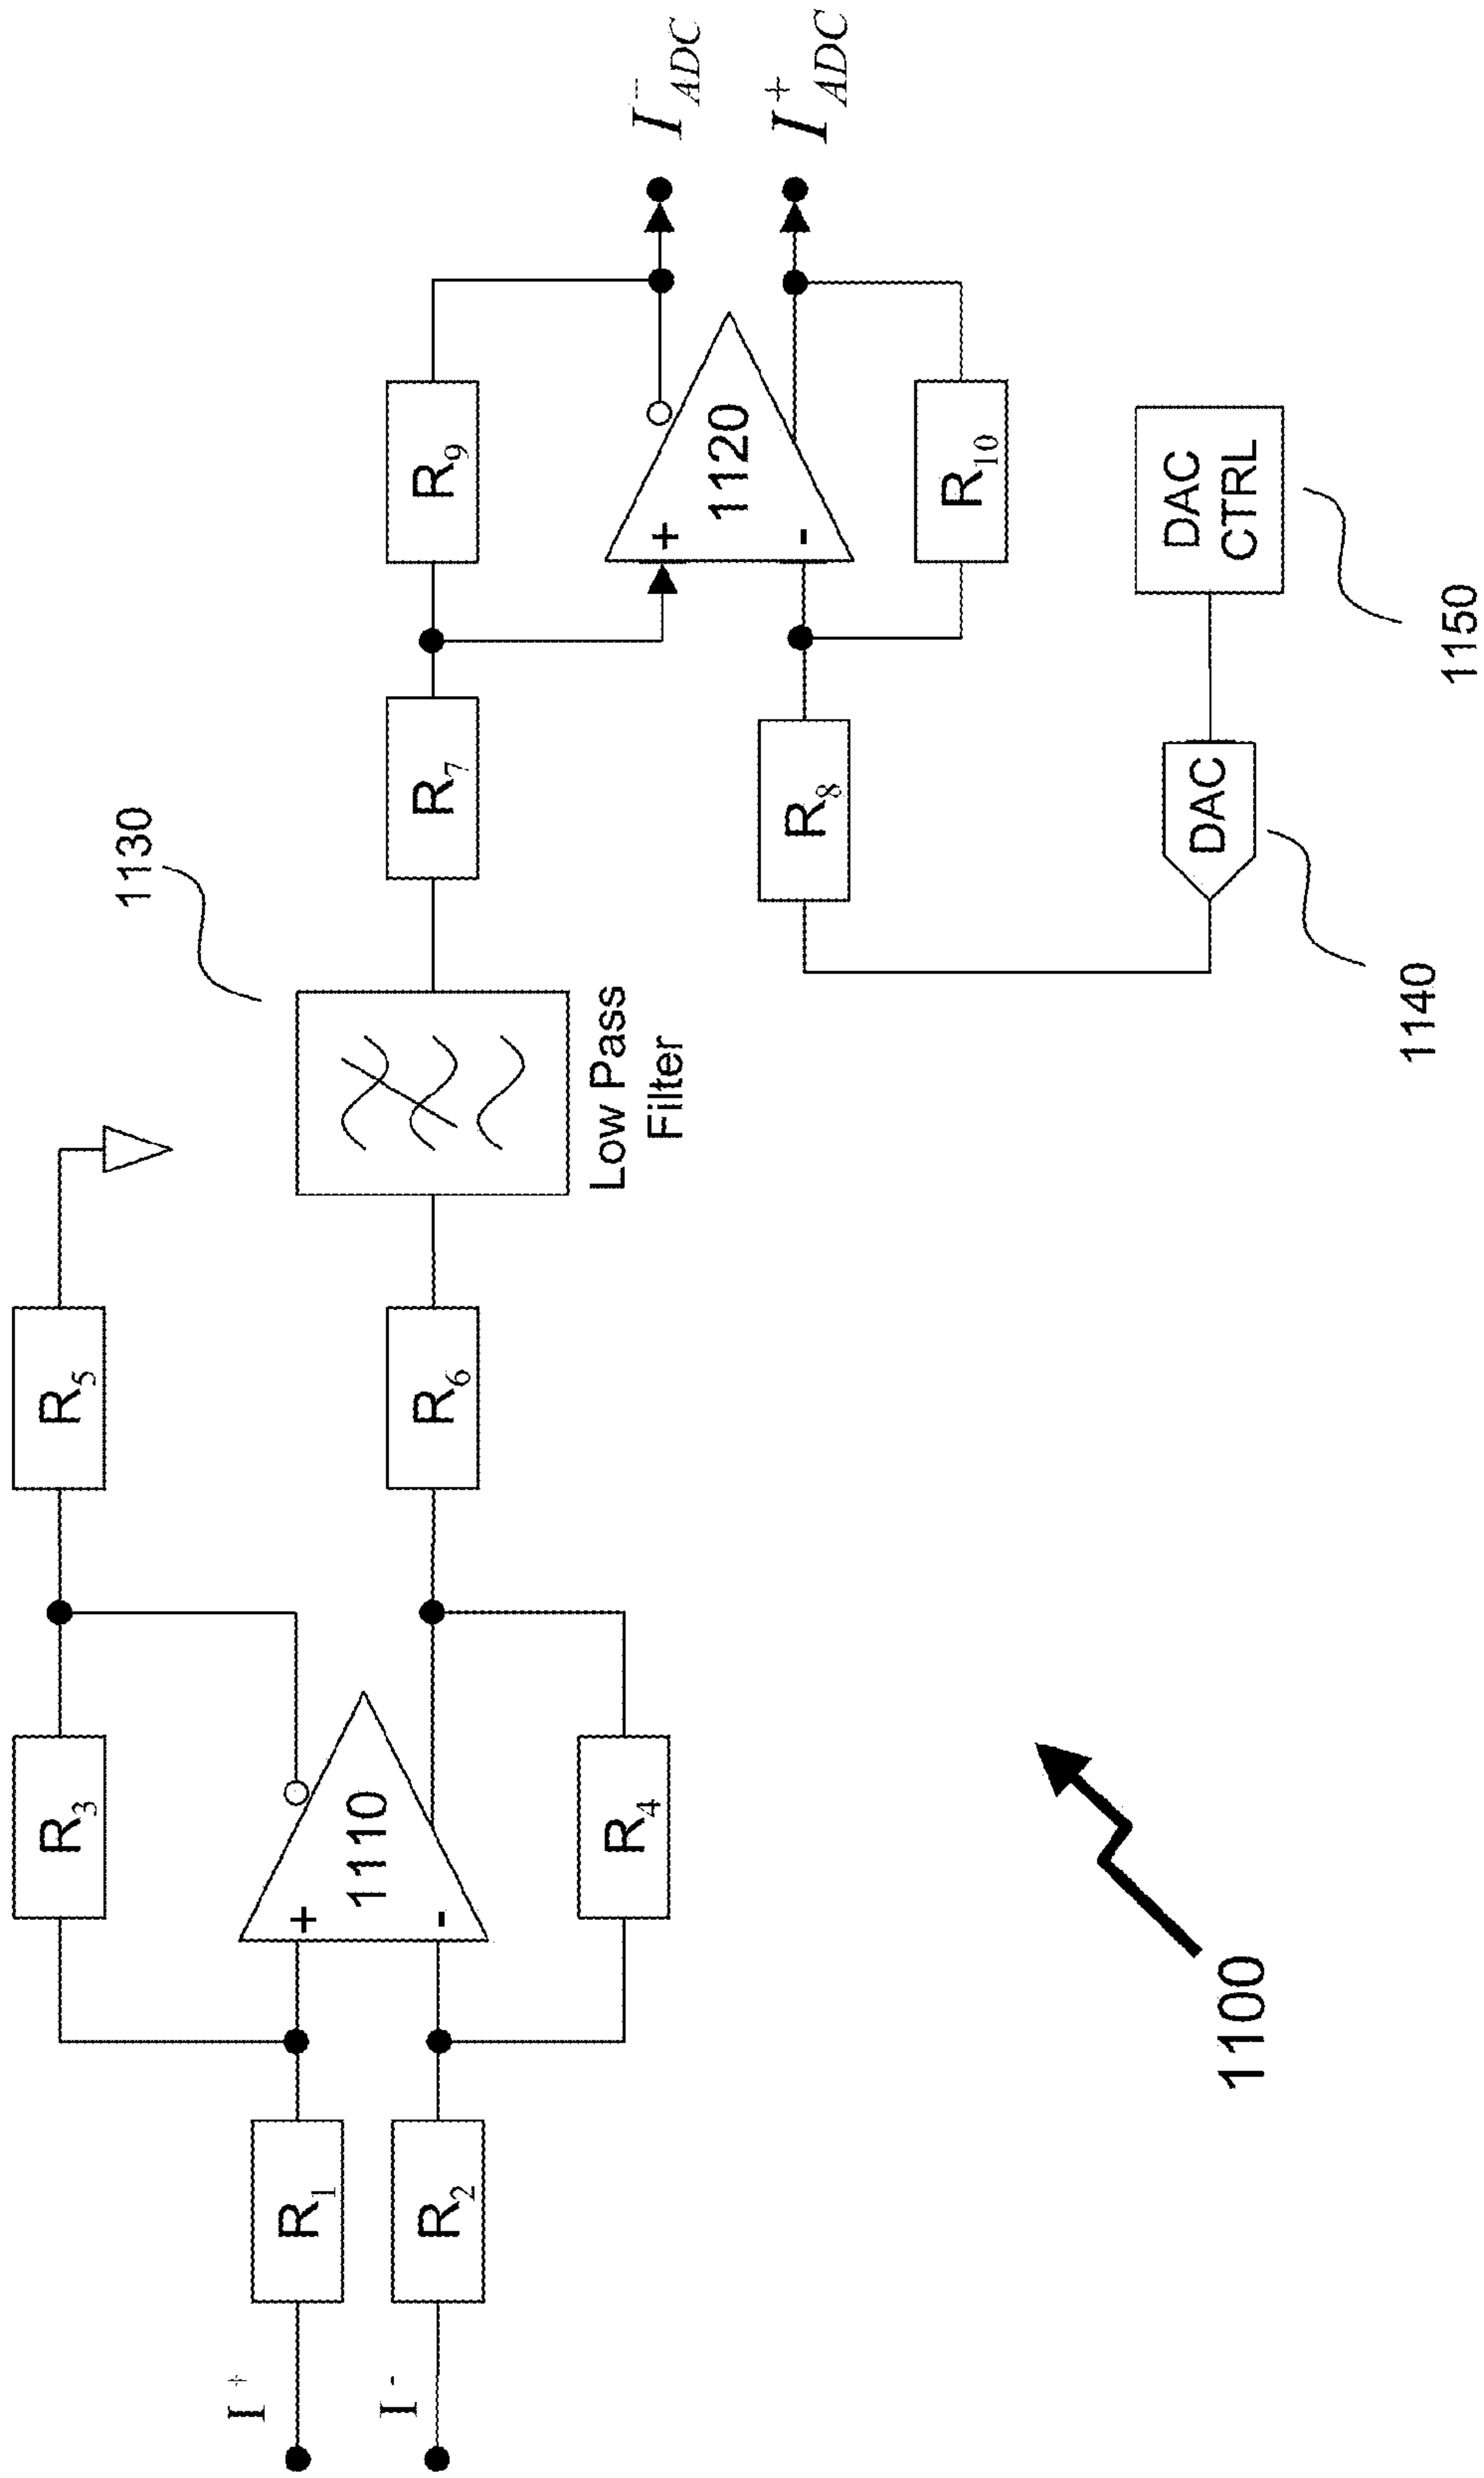 R₅
R₃
1130
I⁻ADC
R₉
R₇
R₆
I⁺
R₁
+
1110
-
Low Pass
Filter
+
1120
-
I⁺ADC
I⁻
R₂
R₄
R₈
R₁₀
DAC
DAC
CTRL
1140
1150
1100